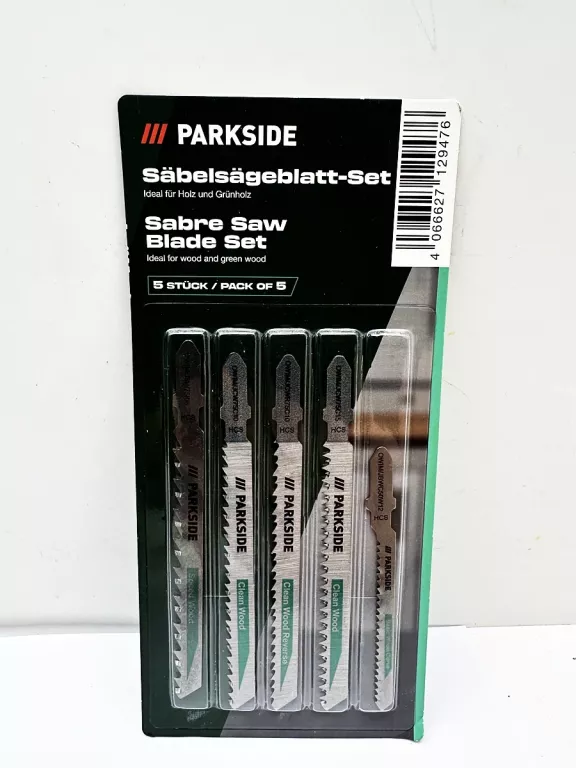 /// PARKSIDE
Säbelsägeblatt-Set
Ideal für Holz und Grünholz
Sabre Saw
Blade Set
Ideal for wood and green wood
5 STÜCK / PACK OF 5
4 066627 129476
/// PARKSIDE
Speed Wood
HCS
/// PARKSIDE
Clean Wood
HCS
/// PARKSIDE
Clean Wood Reverse
HCS
/// PARKSIDE
Clean Wood
HCS
/// PARKSIDE